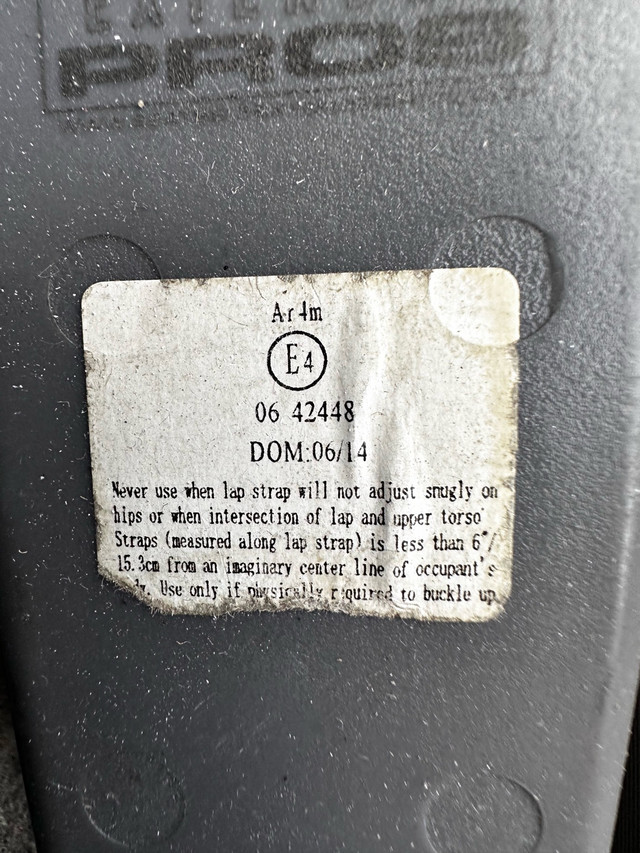 PROS
Ar4m
E4
06 42448
DOM:06/14
Never use when lap strap will not adjust snugly on
hips or when intersection of lap and upper torso
Straps (measured along lap strap) is less than 6"/
15.3cm from an imaginary center line of occupant's
Use only if physically required to buckle up